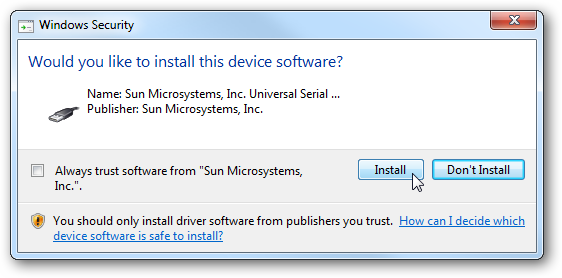 Windows Security
Would you like to install this device software?
Name: Sun Microsystems, Inc. Universal Serial ...
Publisher: Sun Microsystems, Inc.
Always trust software from "Sun Microsystems,
Inc.".
Install
Don't Install
You should only install driver software from publishers you trust. How can I decide which
device software is safe to install?